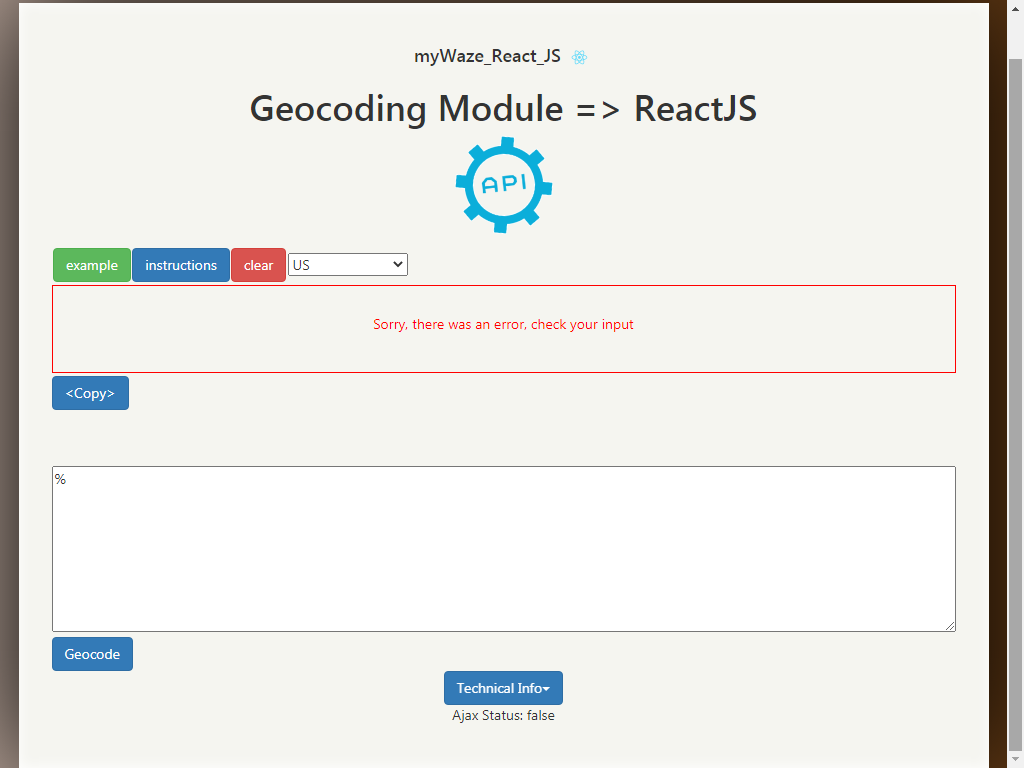 myWaze_React_JS
Geocoding Module => ReactJS
API
example instructions clear US
Sorry, there was an error, check your input
<Copy>
%
Geocode
Technical Info
Ajax Status: false